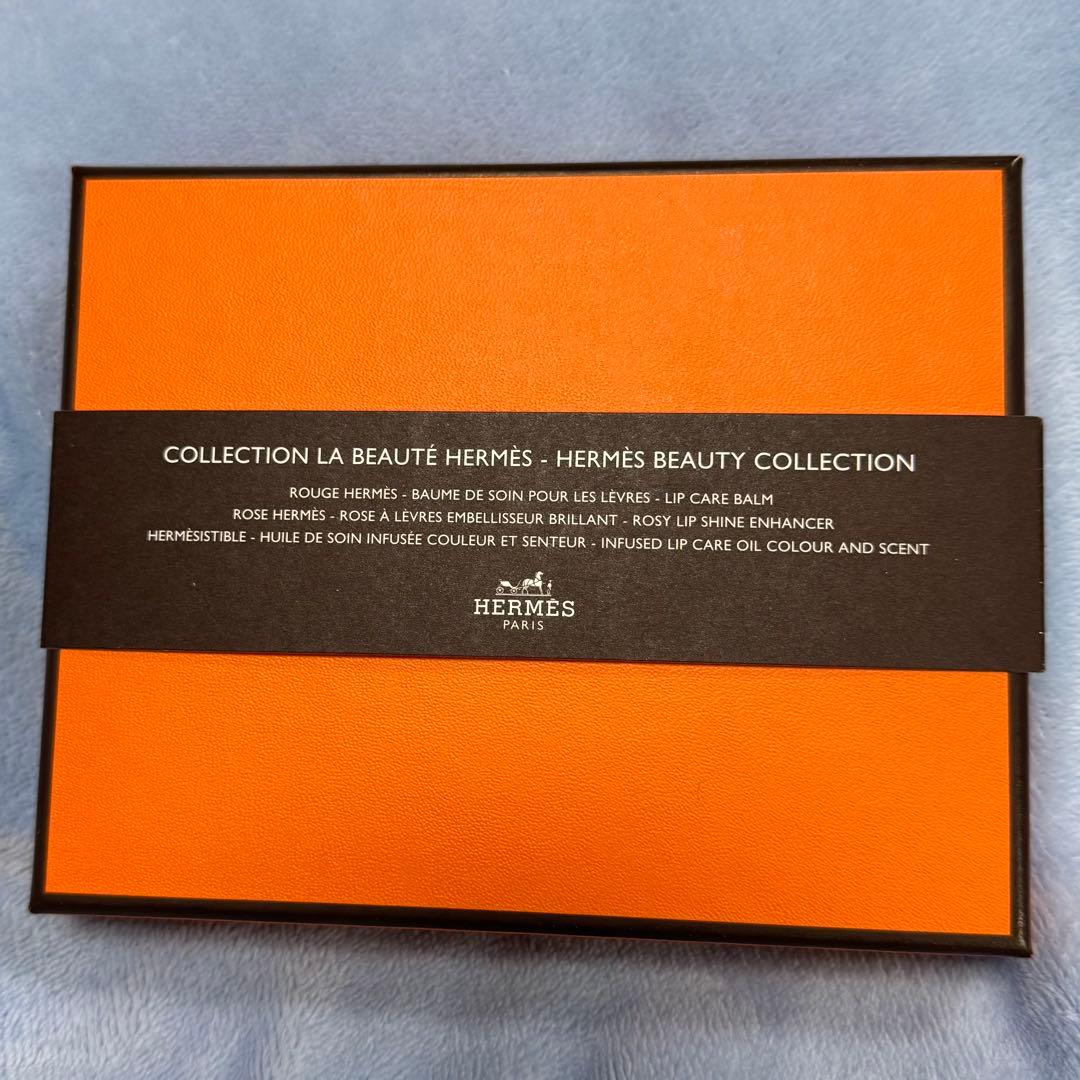 COLLECTION LA BEAUTÉ HERMÈS - HERMÈS BEAUTY COLLECTION
ROUGE HERMÈS - BAUME DE SOIN POUR LES LÈVRES - LIP CARE BALM
ROSE HERMÈS - ROSE À LÈVRES EMBELLISSEUR BRILLANT - ROSY LIP SHINE ENHANCER
HERMÈSISTIBLE - HUILE DE SOIN INFUSÉE COULEUR ET SENTEUR - INFUSED LIP CARE OIL COLOUR AND SCENT
HERMÈS
PARIS